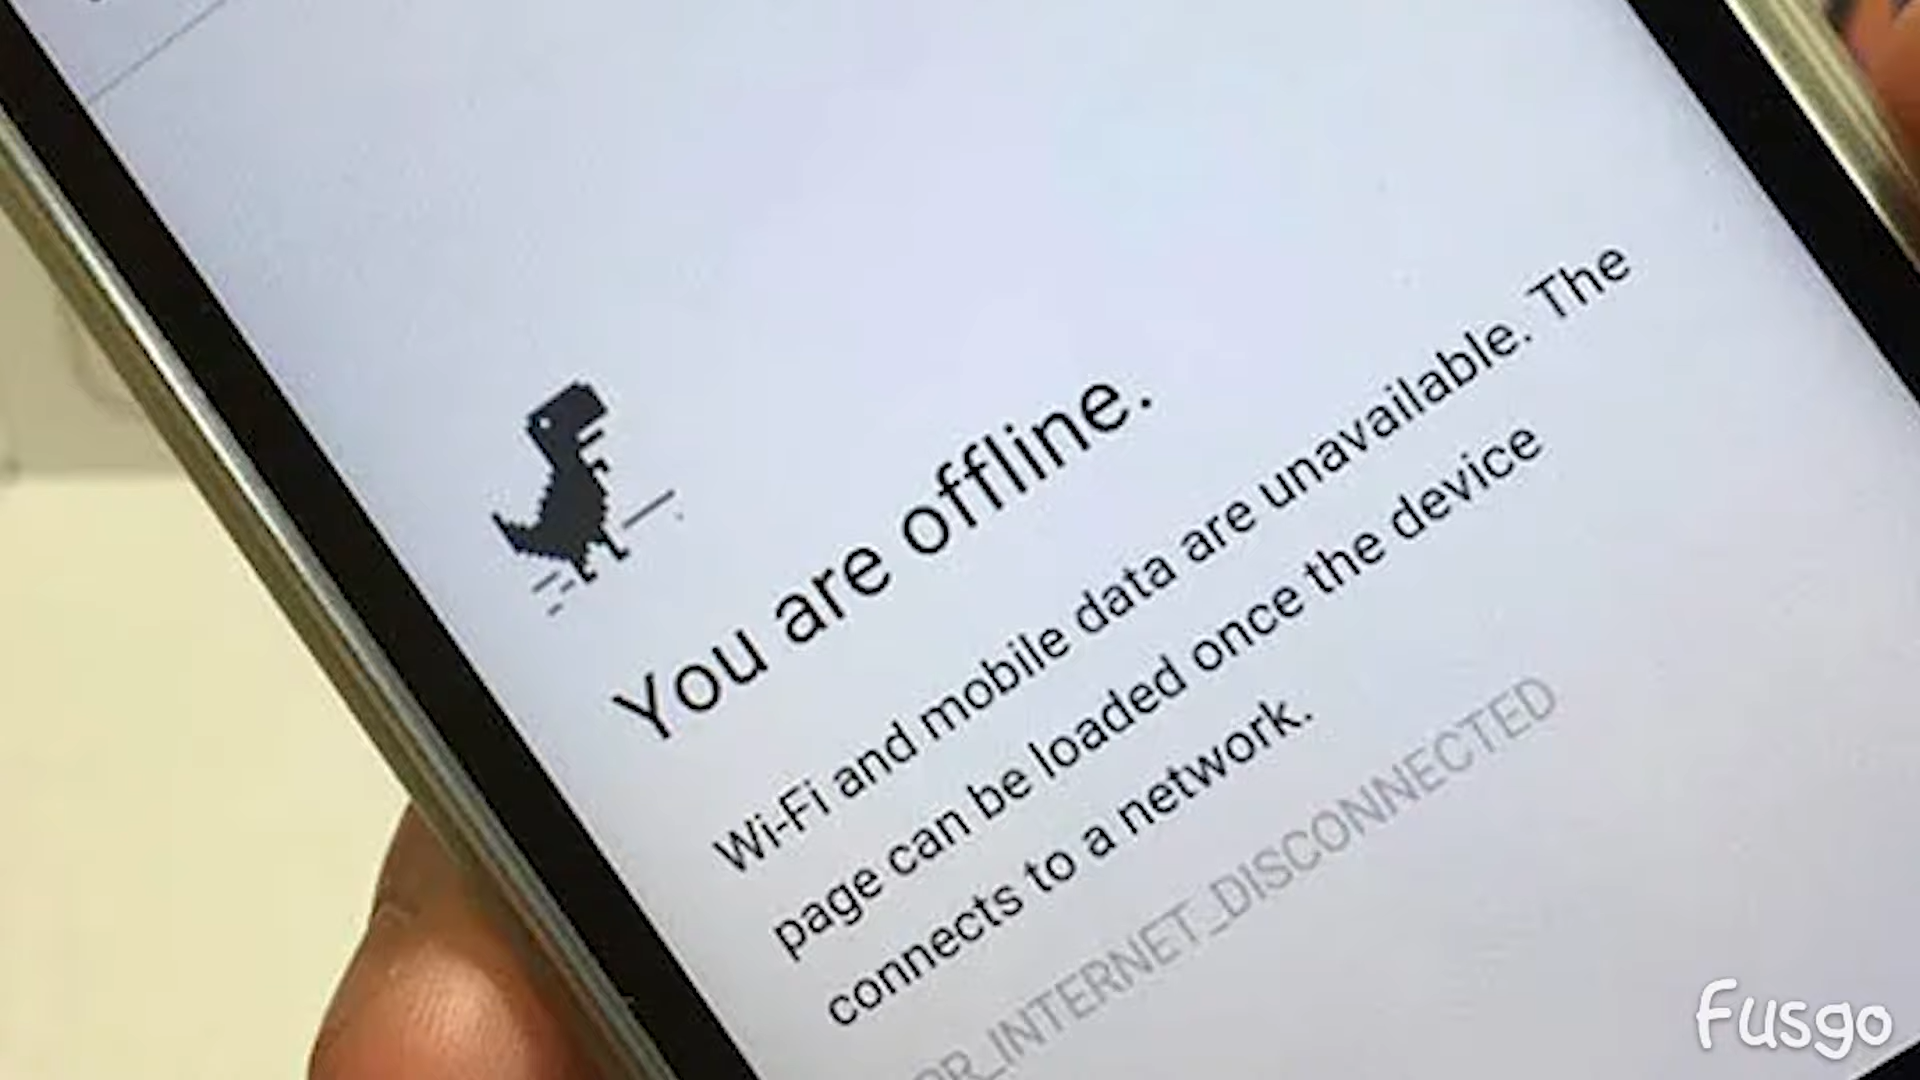 You are offline.
Wi-Fi and mobile data are unavailable. The
page can be loaded once the device
connects to a network.
OR_INTERNET_DISCONNECTED
Fusgo